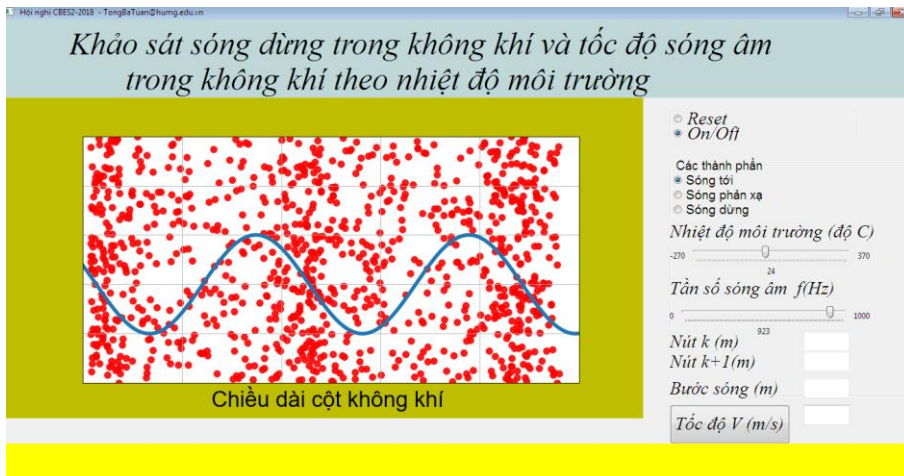 Hội nghi CBES2-2018 - TongBaTuan@humg.edu.vn
Khảo sát sóng dừng trong không khí và tốc độ sóng âm
trong không khí theo nhiệt độ môi trường
Reset
On/Off
Các thành phần
Sóng tới
Sóng phản xạ
Sóng dừng
Nhiệt độ môi trường (độ C)
-270 370
24
Tần số sóng âm f(Hz)
0 1000
923
Nút k (m)
Nút k+1(m)
Bước sóng (m)
Tốc độ V (m/s)
Chiều dài cột không khí